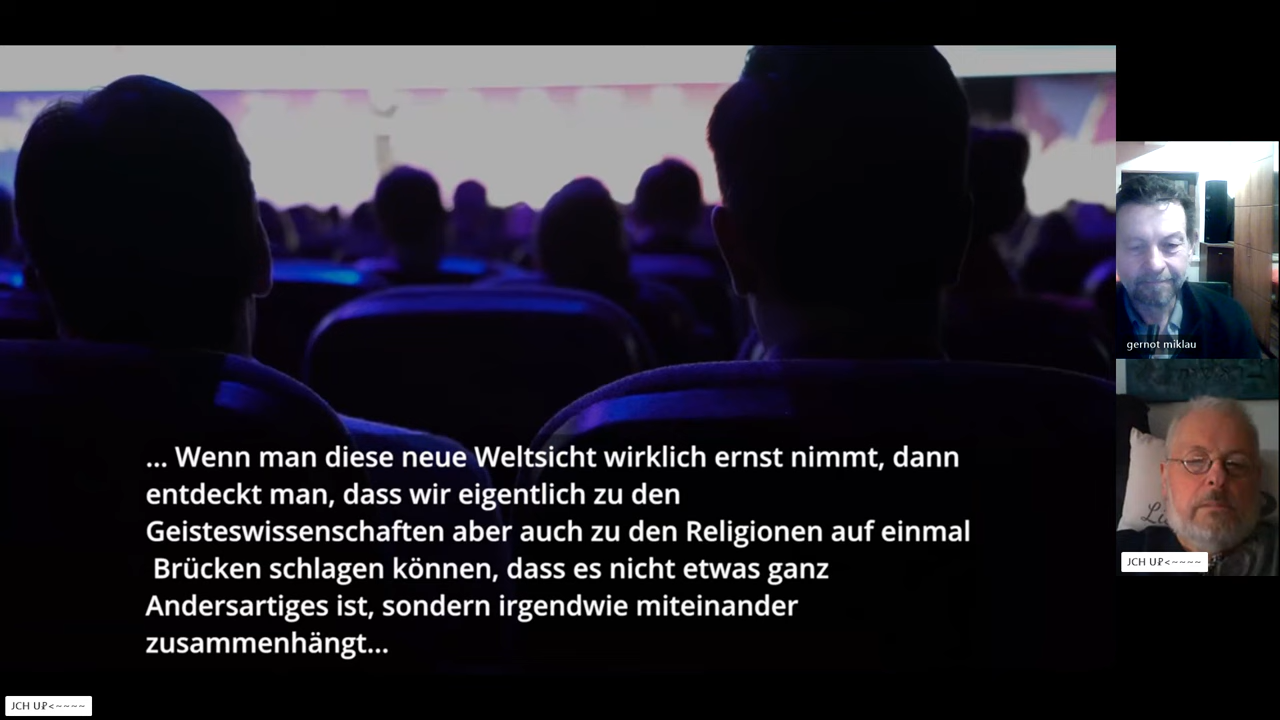 ... Wenn man diese neue Weltsicht wirklich ernst nimmt, dann
entdeckt man, dass wir eigentlich zu den
Geisteswissenschaften aber auch zu den Religionen auf einmal
Brücken schlagen können, dass es nicht etwas ganz
Andersartiges ist, sondern irgendwie miteinander
zusammenhängt...
gernot miklau
JCH
JCH